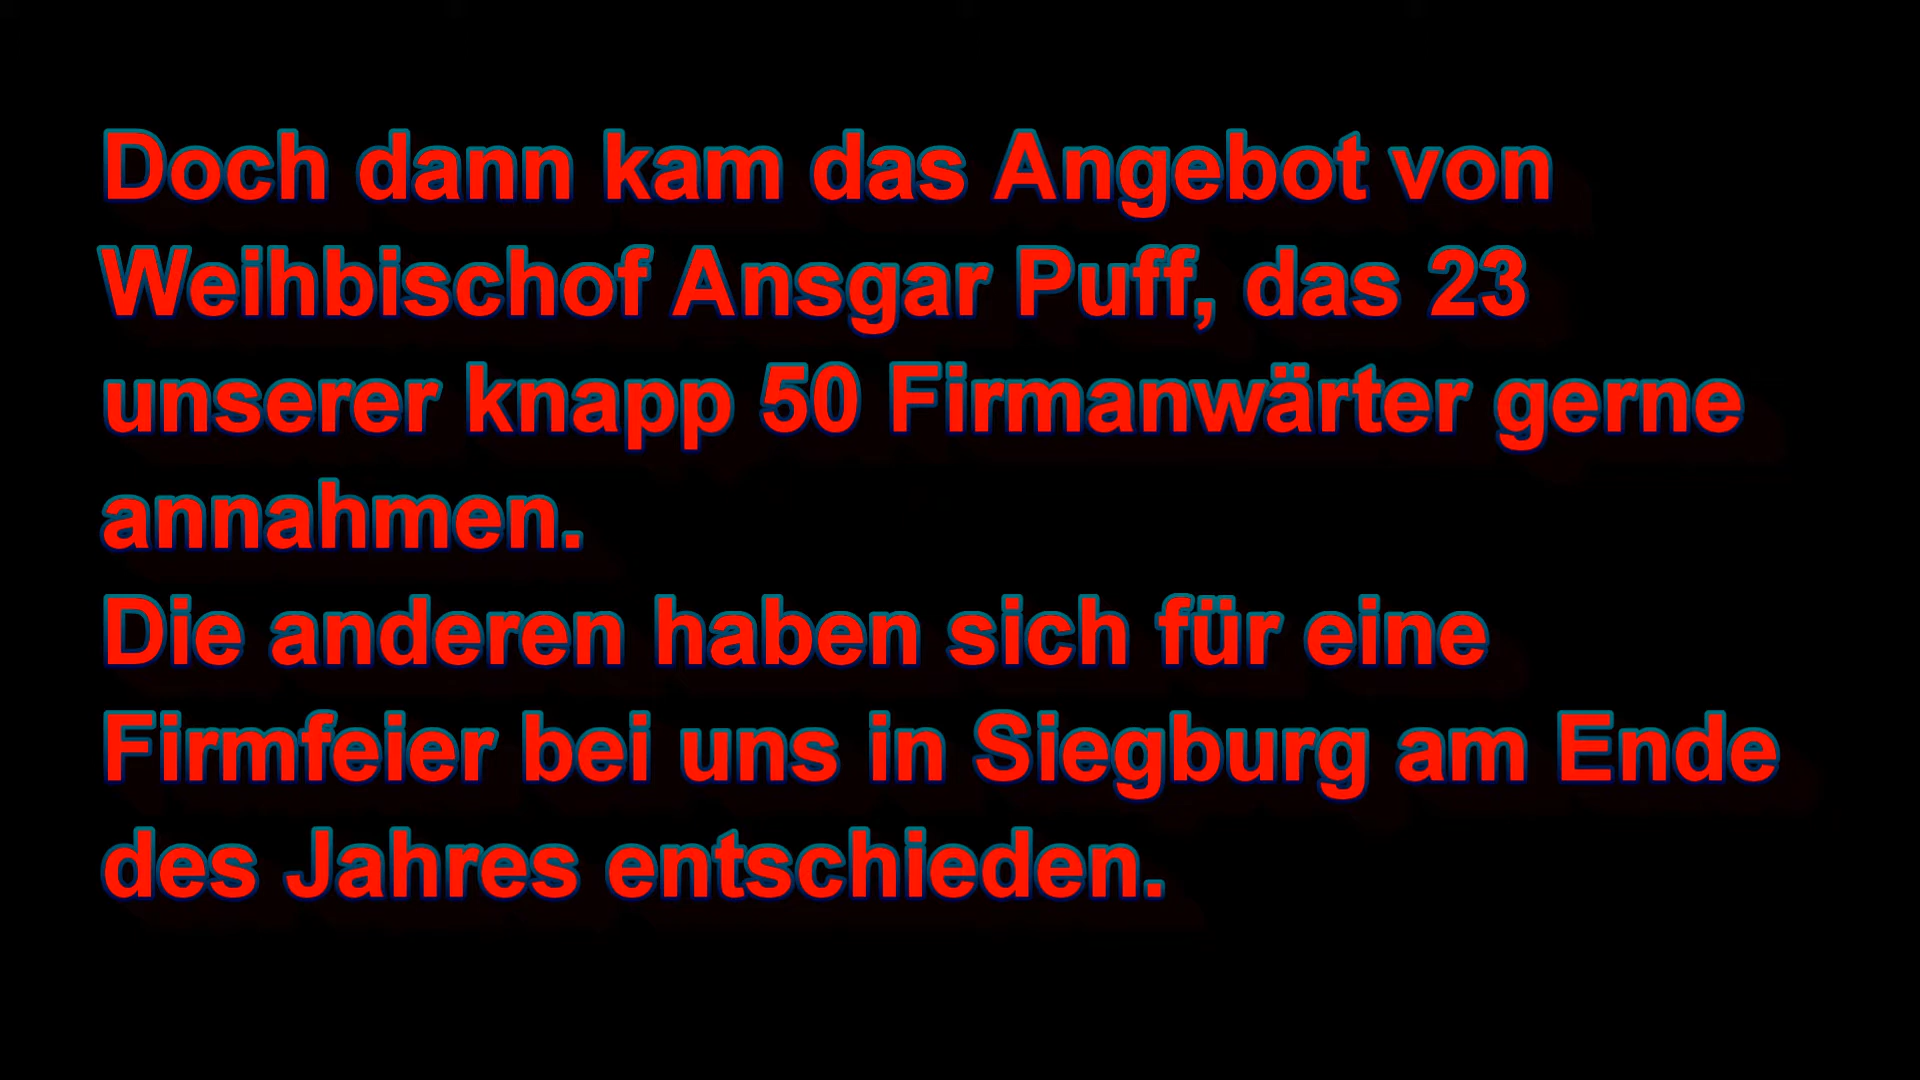 Doch dann kam das Angebot von
Weihbischof Ansgar Puff, das 23
unserer knapp 50 Firmanwärter gerne
annahmen.
Die anderen haben sich für eine
Firmfeier bei uns in Siegburg am Ende
des Jahres entschieden.